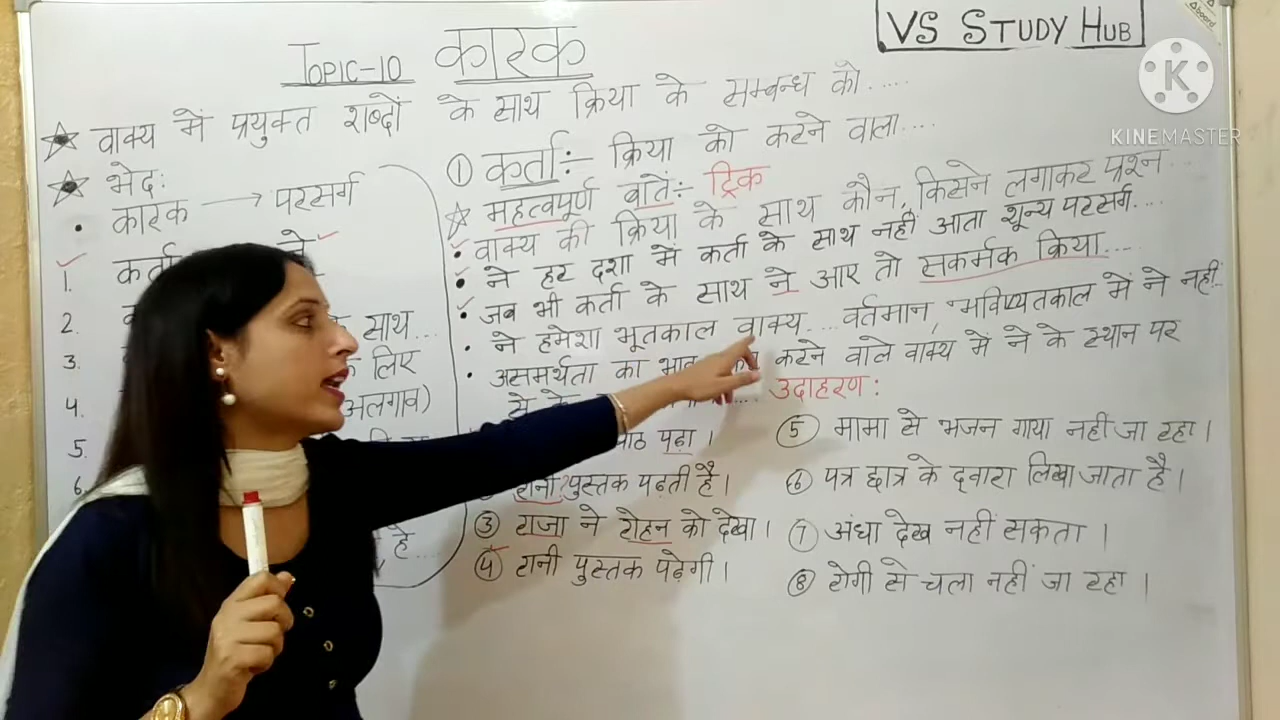 VS STUDY HUB
TOPIC-10 कारक
KINEMASTER
★ वाक्य में प्रयुक्त शब्दों के साथ क्रिया के सम्बन्ध को.....
★ भेद:
• कारक → परसर्ग
1. कर्ता ने
2. साथ...
3. लिए
4. अलगाव)
5.
6.
है...
① कर्ता:- क्रिया को करने वाला....
☆ महत्वपूर्ण बातें:- ट्रिक
• वाक्य की क्रिया के साथ कौन, किसने लगाकर प्रश्न...
• ने हर दशा में कर्ता के साथ नहीं आता शून्य परसर्ग....
• जब भी कर्ता के साथ ने आए तो सकर्मक क्रिया....
• ने हमेशा भूतकाल वाक्य.... वर्तमान, भविष्यतकाल में ने नहीं..
• असमर्थता का भाव करने वाले वाक्य में ने के स्थान पर
से के
उदाहरण:
पाठ पढ़ा।
रानी पुस्तक पढ़ती है।
③ राजा ने रोहन को देखा।
④ रानी पुस्तक पढ़ेगी।
⑤ मामा से भजन गाया नहीं जा रहा।
⑥ पत्र छात्र के द्वारा लिखा जाता है।
⑦ अंधा देख नहीं सकता।
⑧ रोगी से चला नहीं जा रहा।